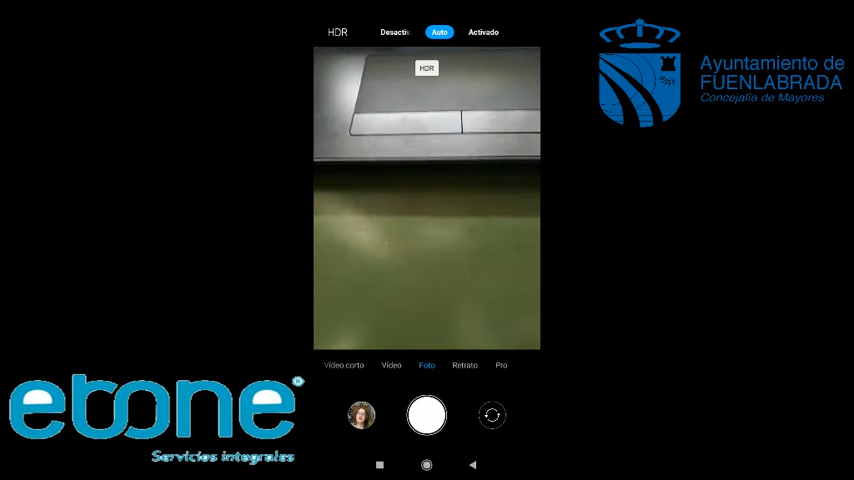 HDR
Desactiv
Auto
Activado
HDR
Ayuntamiento de
FUENLABRADA
Concejalía de Mayores
Vídeo corto
Vídeo
Foto
Retrato
Pro
etone
Servicios integrales